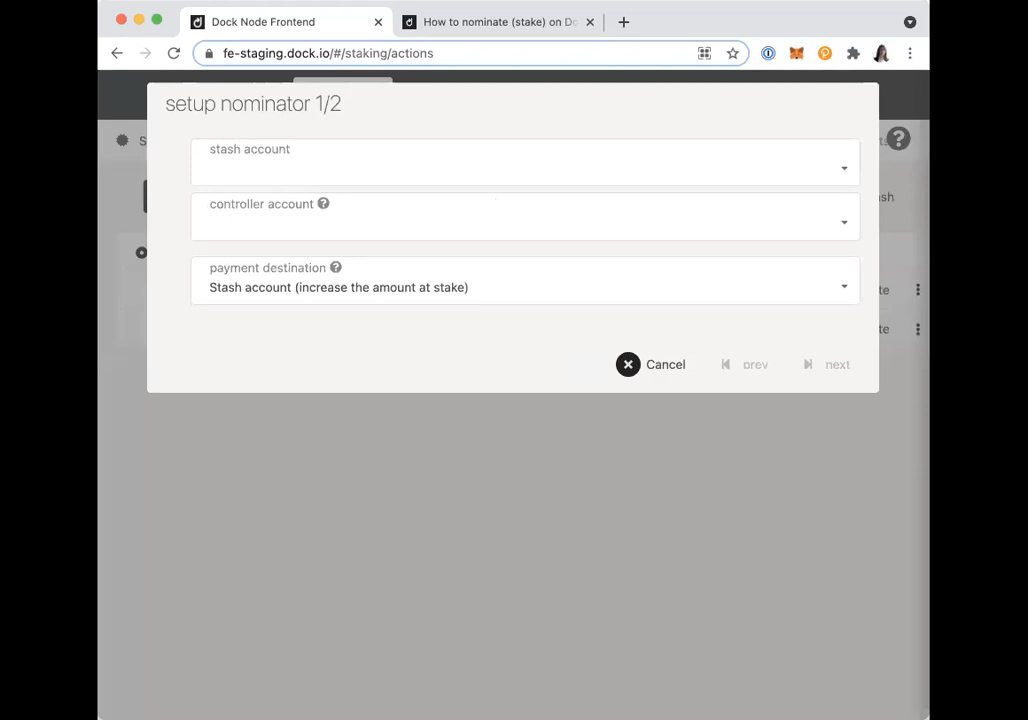 Dock Node Frontend
How to nominate (stake) on Do
fe-staging.dock.io/#/staking/actions
setup nominator 1/2
stash account
controller account
payment destination
Stash account (increase the amount at stake)
Cancel
prev
next